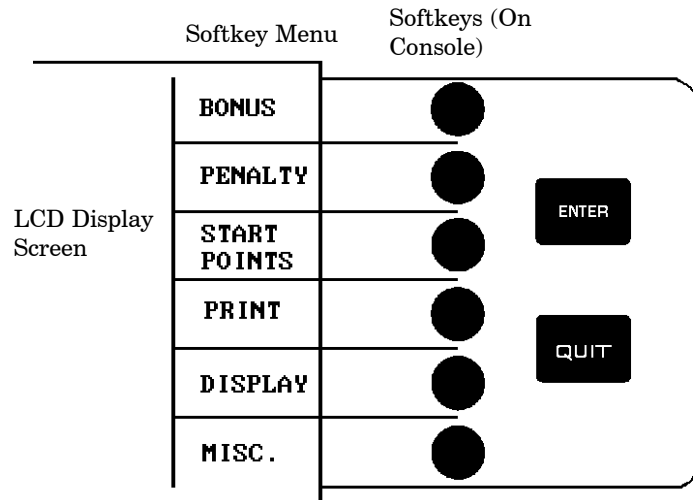 Softkey Menu
Softkeys (On
Console)
BONUS
PENALTY
START
POINTS
PRINT
DISPLAY
MISC.
LCD Display
Screen
ENTER
QUIT